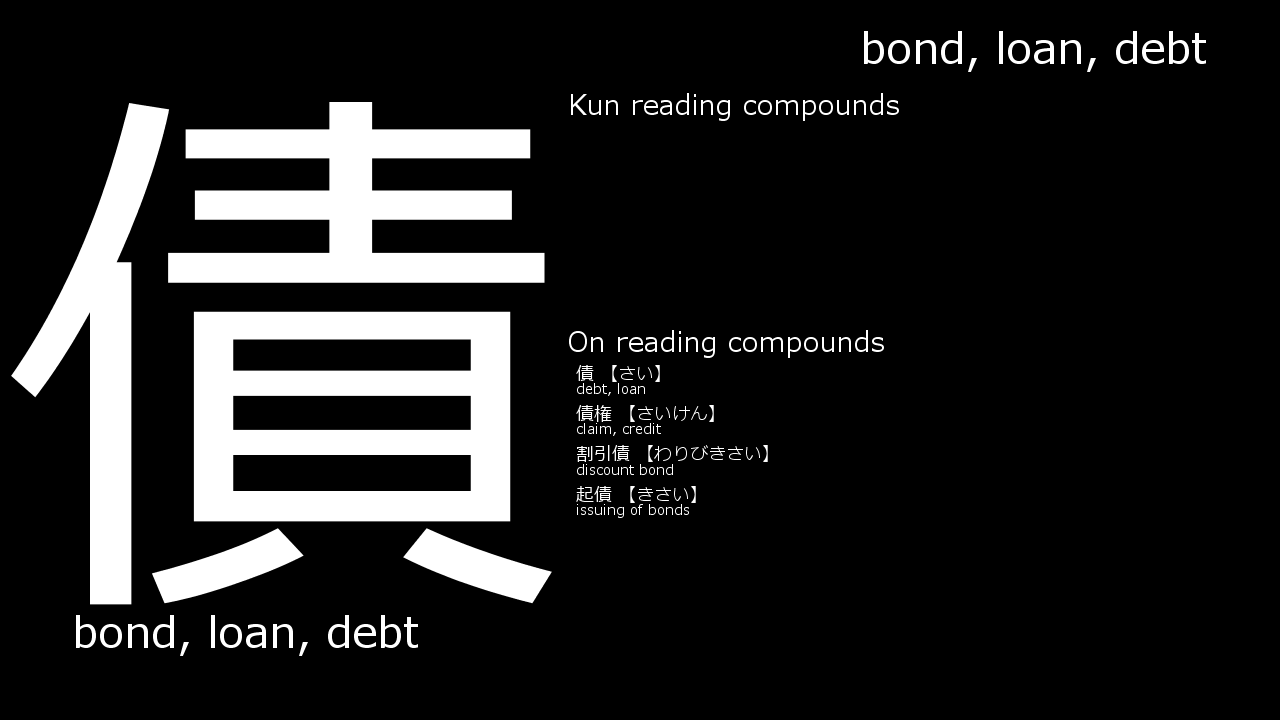 bond, loan, debt
債
bond, loan, debt
Kun reading compounds
On reading compounds
債 【さい】
debt, loan
債権 【さいけん】
claim, credit
割引債 【わりびきさい】
discount bond
起債 【きさい】
issuing of bonds